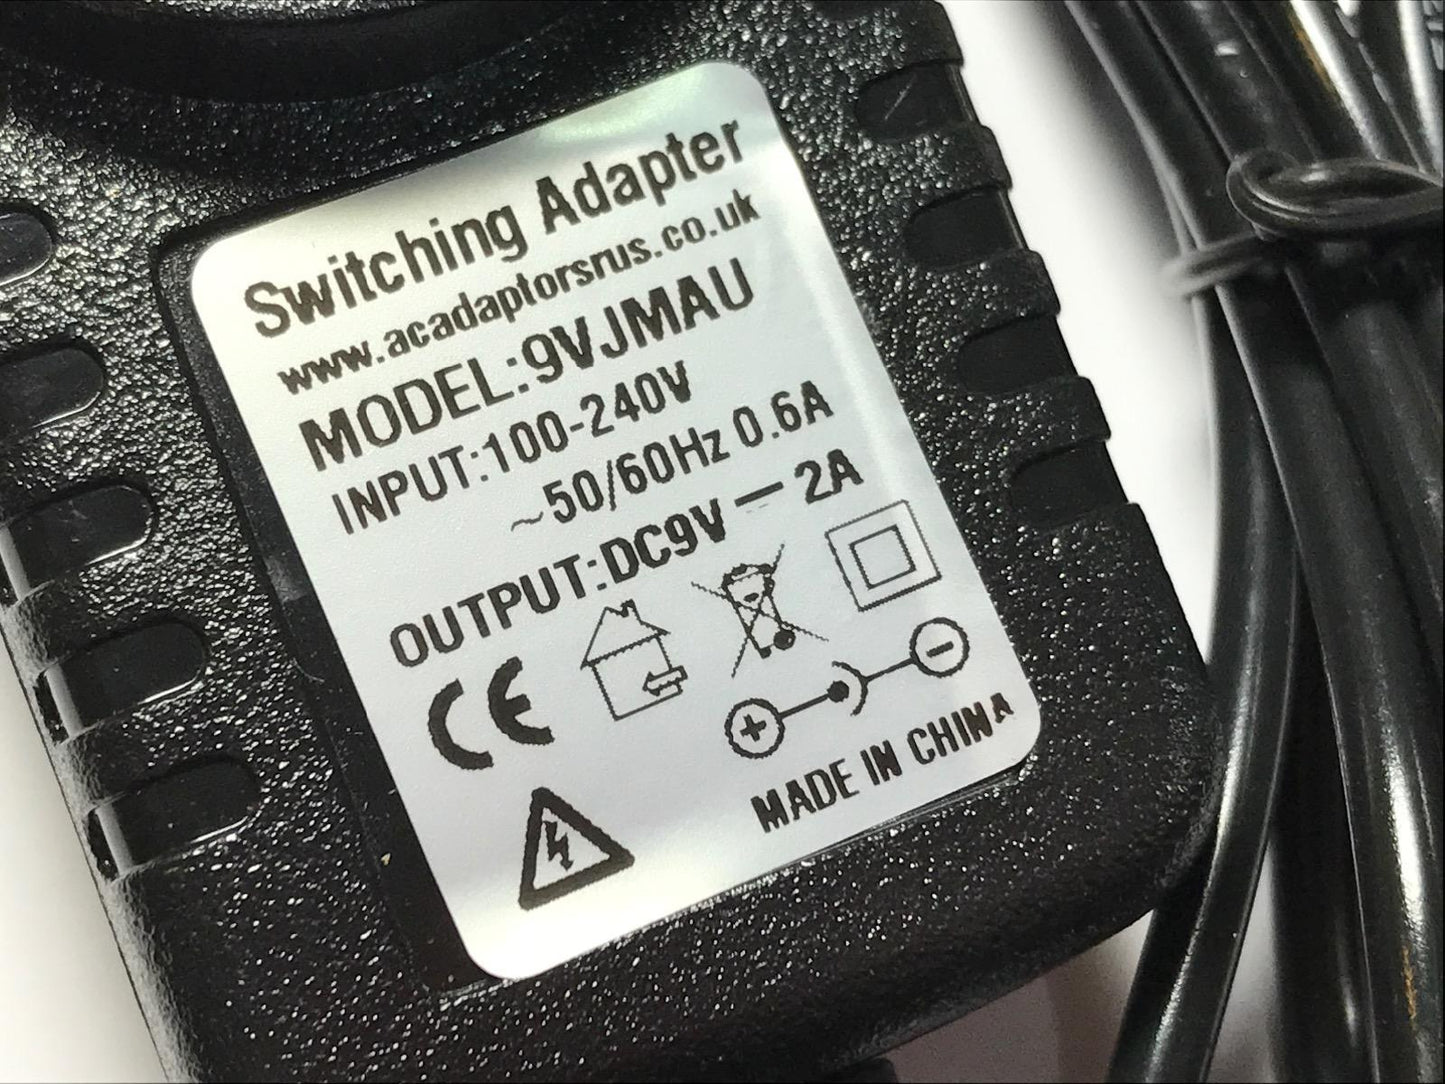 Switching Adapter
www.acadaptorsrus.co.uk
MODEL:9VJMAU
INPUT:100-240V
~50/60Hz 0.6A
OUTPUT:DC9V — 2A
CE
+ −
MADE IN CHINA